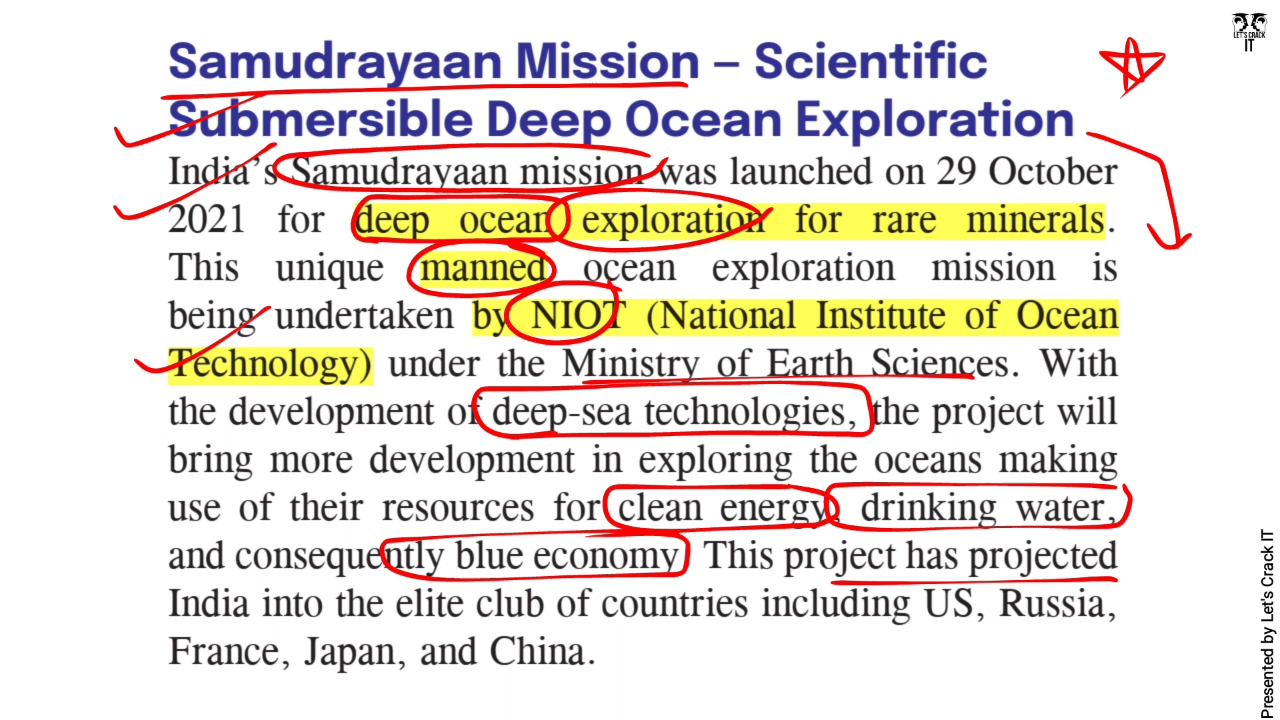 Samudrayaan Mission – Scientific
Submersible Deep Ocean Exploration
India's Samudrayaan mission was launched on 29 October
2021 for deep ocean exploration for rare minerals.
This unique manned ocean exploration mission is
being undertaken by NIOT (National Institute of Ocean
Technology) under the Ministry of Earth Sciences. With
the development of deep-sea technologies, the project will
bring more development in exploring the oceans making
use of their resources for clean energy, drinking water,
and consequently blue economy. This project has projected
India into the elite club of countries including US, Russia,
France, Japan, and China.
LET'S CRACK
IT
Presented by Let's Crack IT